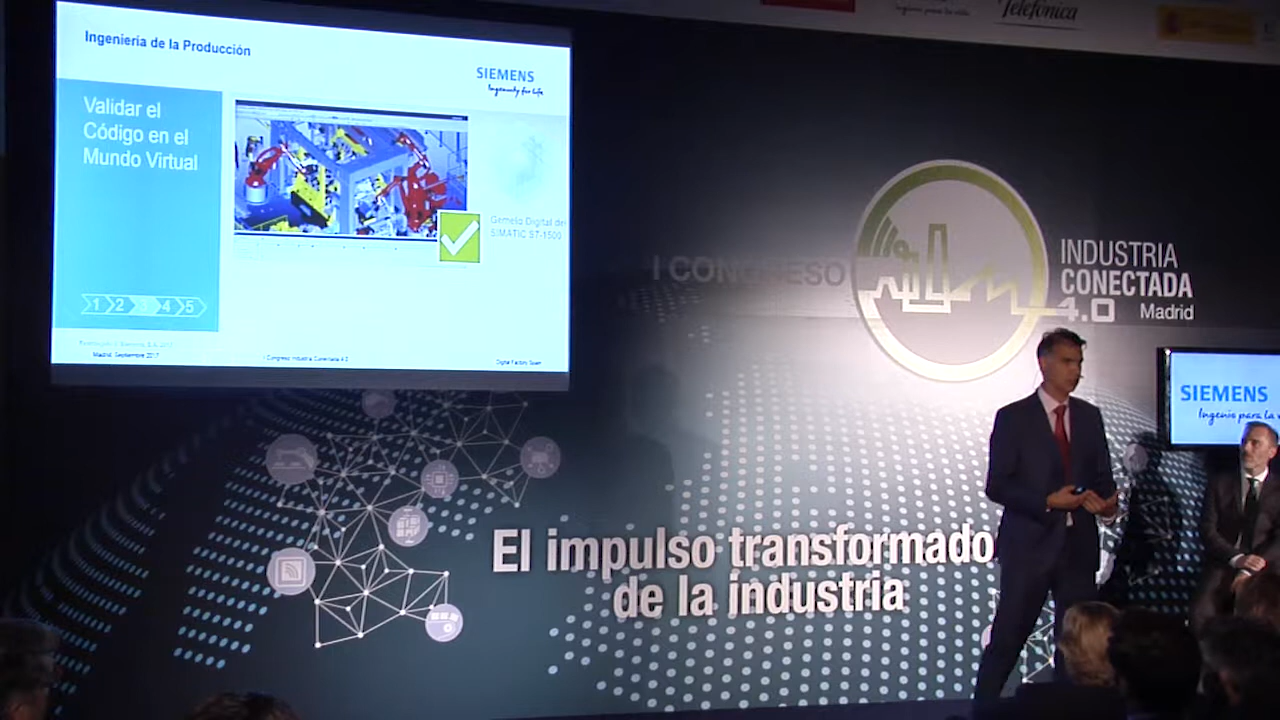 Telefónica
Ingeniería de la Producción
SIEMENS
Ingenuity for life
Validar el
Código en el
Mundo Virtual
Gemelo Digital de
SIMATIC S7-1500
1 2 3 4 5
Madrid, Septiembre 2017
I Congreso Industria Conectada 4.0
Digital Factory Spain
I CONGRESO
INDUSTRIA
CONECTADA
4.0 Madrid
SIEMENS
Ingenio para la
El impulso transformado
de la industria